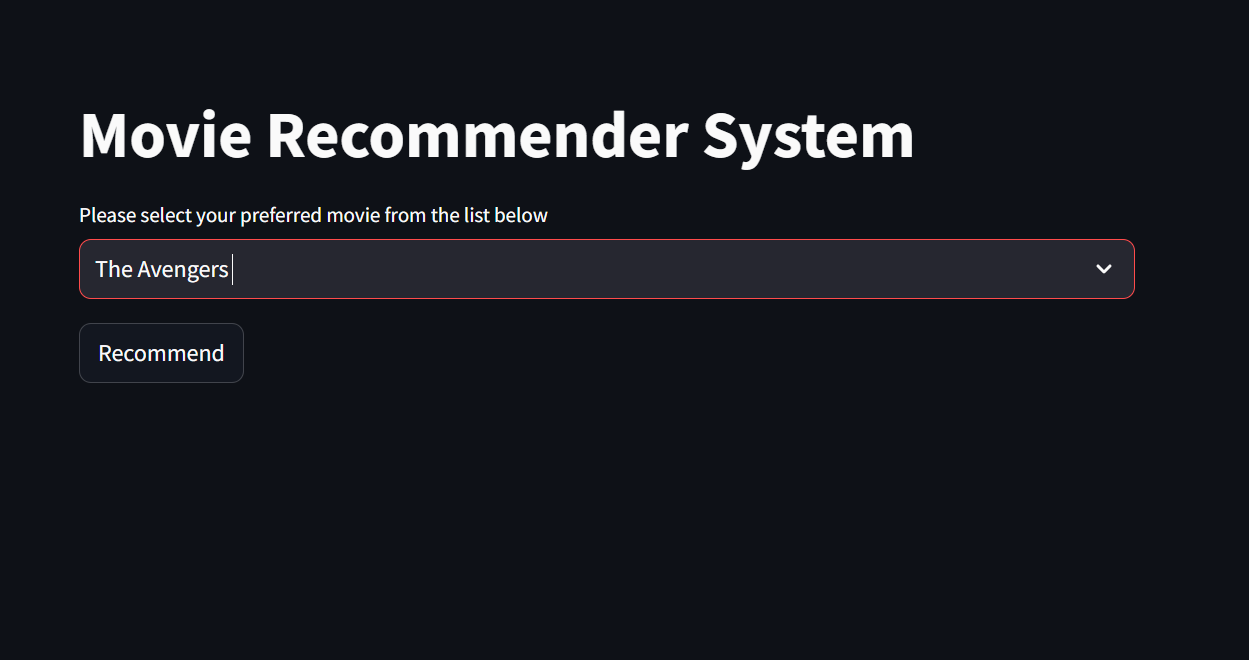 Movie Recommender System
Please select your preferred movie from the list below
The Avengers
Recommend